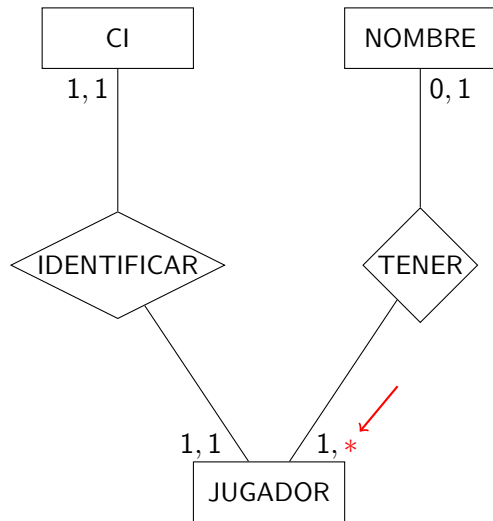 CI
NOMBRE
1, 1
0, 1
IDENTIFICAR
TENER
1, 1
1, *
JUGADOR